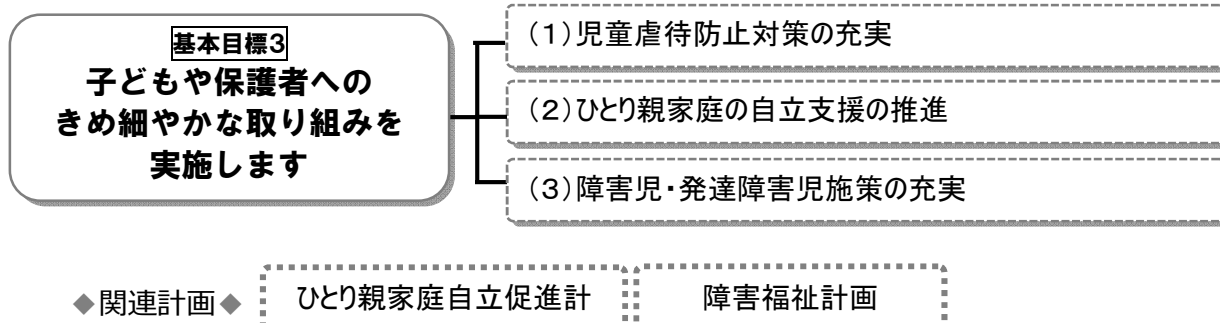 基本目標3
子どもや保護者への
きめ細やかな取り組みを
実施します
(1)児童虐待防止対策の充実
(2)ひとり親家庭の自立支援の推進
(3)障害児・発達障害児施策の充実
◆関連計画◆ ひとり親家庭自立促進計 障害福祉計画